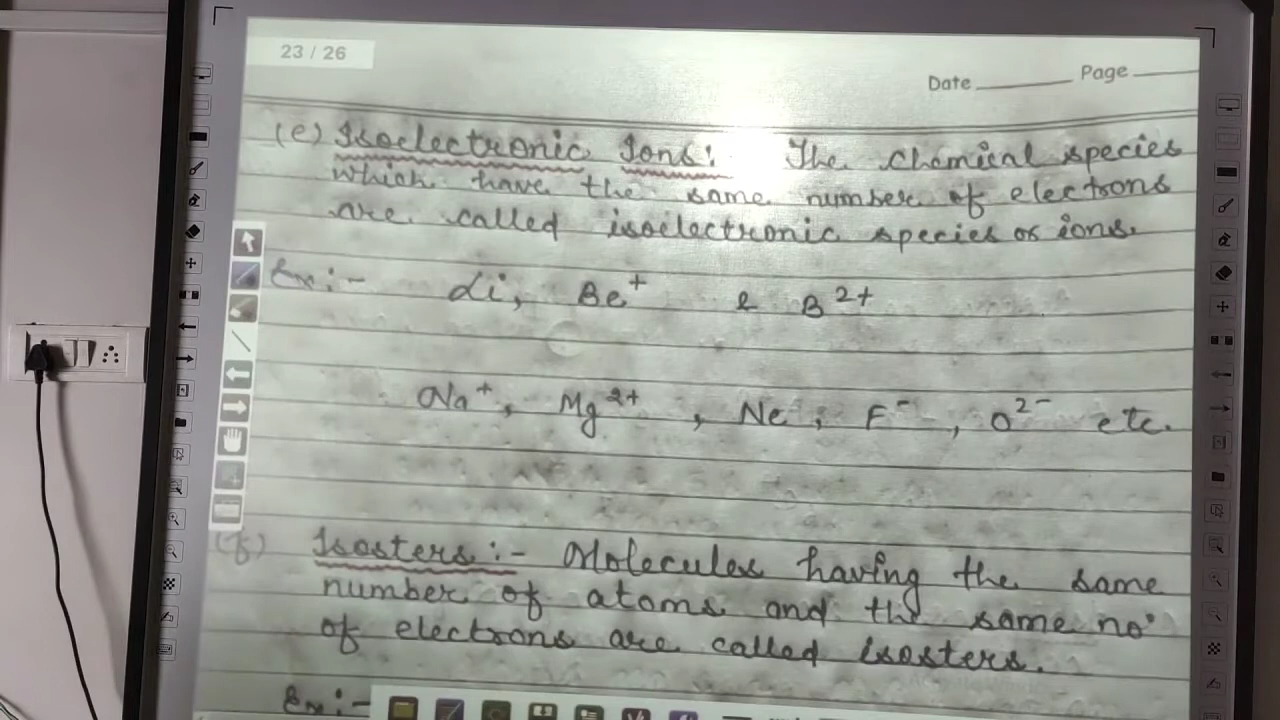 23 / 26
Date Page
(e) Isoelectronic Ions: The chemical species
which have the same number of electrons
are called isoelectronic species or ions.
Ex:- Li, Be⁺ & B²⁺
Na⁺, Mg²⁺, Ne, F⁻, O²⁻ etc.
(f) Isosters:- Molecules having the same
number of atoms and the same no.
of electrons are called isosters.
Ex:-